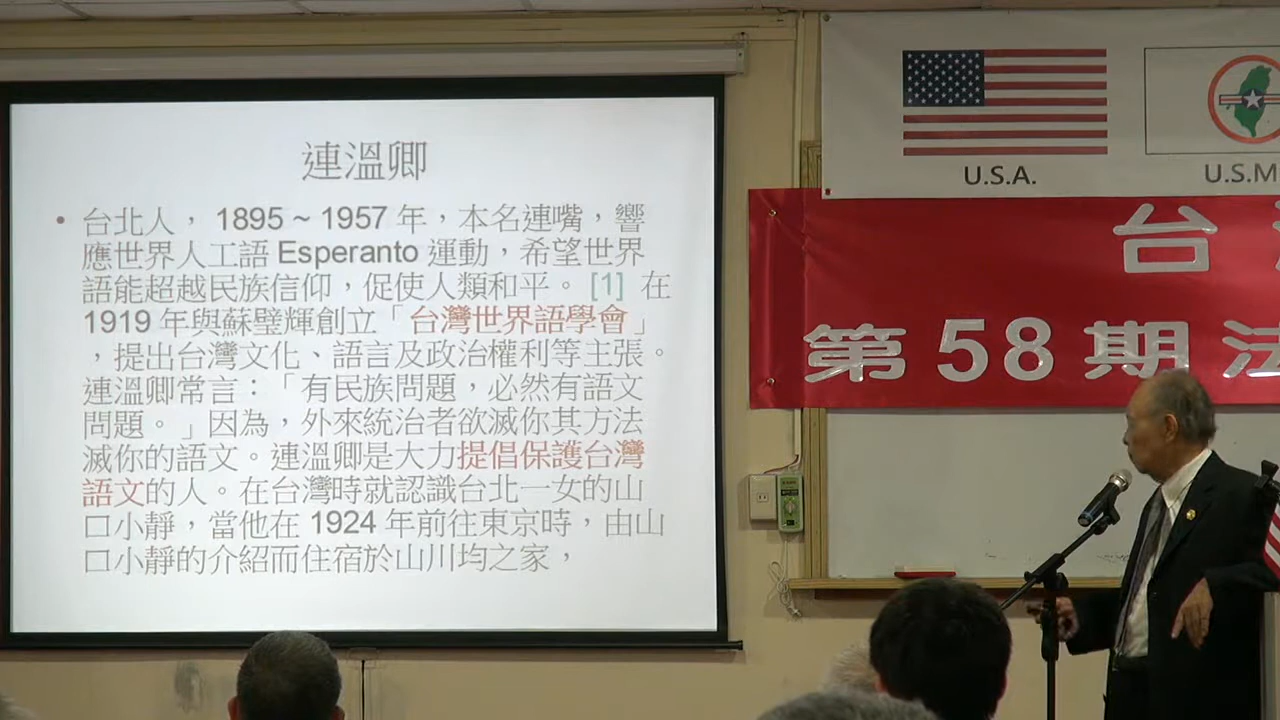 連溫卿
• 台北人， 1895 ~ 1957 年，本名連嘴，響
應世界人工語 Esperanto 運動，希望世界
語能超越民族信仰，促使人類和平。 [1] 在
1919 年與蘇璧輝創立「台灣世界語學會」
，提出台灣文化、語言及政治權利等主張。
連溫卿常言：「有民族問題，必然有語文
問題。」因為，外來統治者欲滅你其方法
滅你的語文。連溫卿是大力提倡保護台灣
語文的人。在台灣時就認識台北一女的山
口小靜，當他在 1924 年前往東京時，由山
口小靜的介紹而住宿於山川均之家，
U.S.A.
U.S.M
台
第 58 期 法